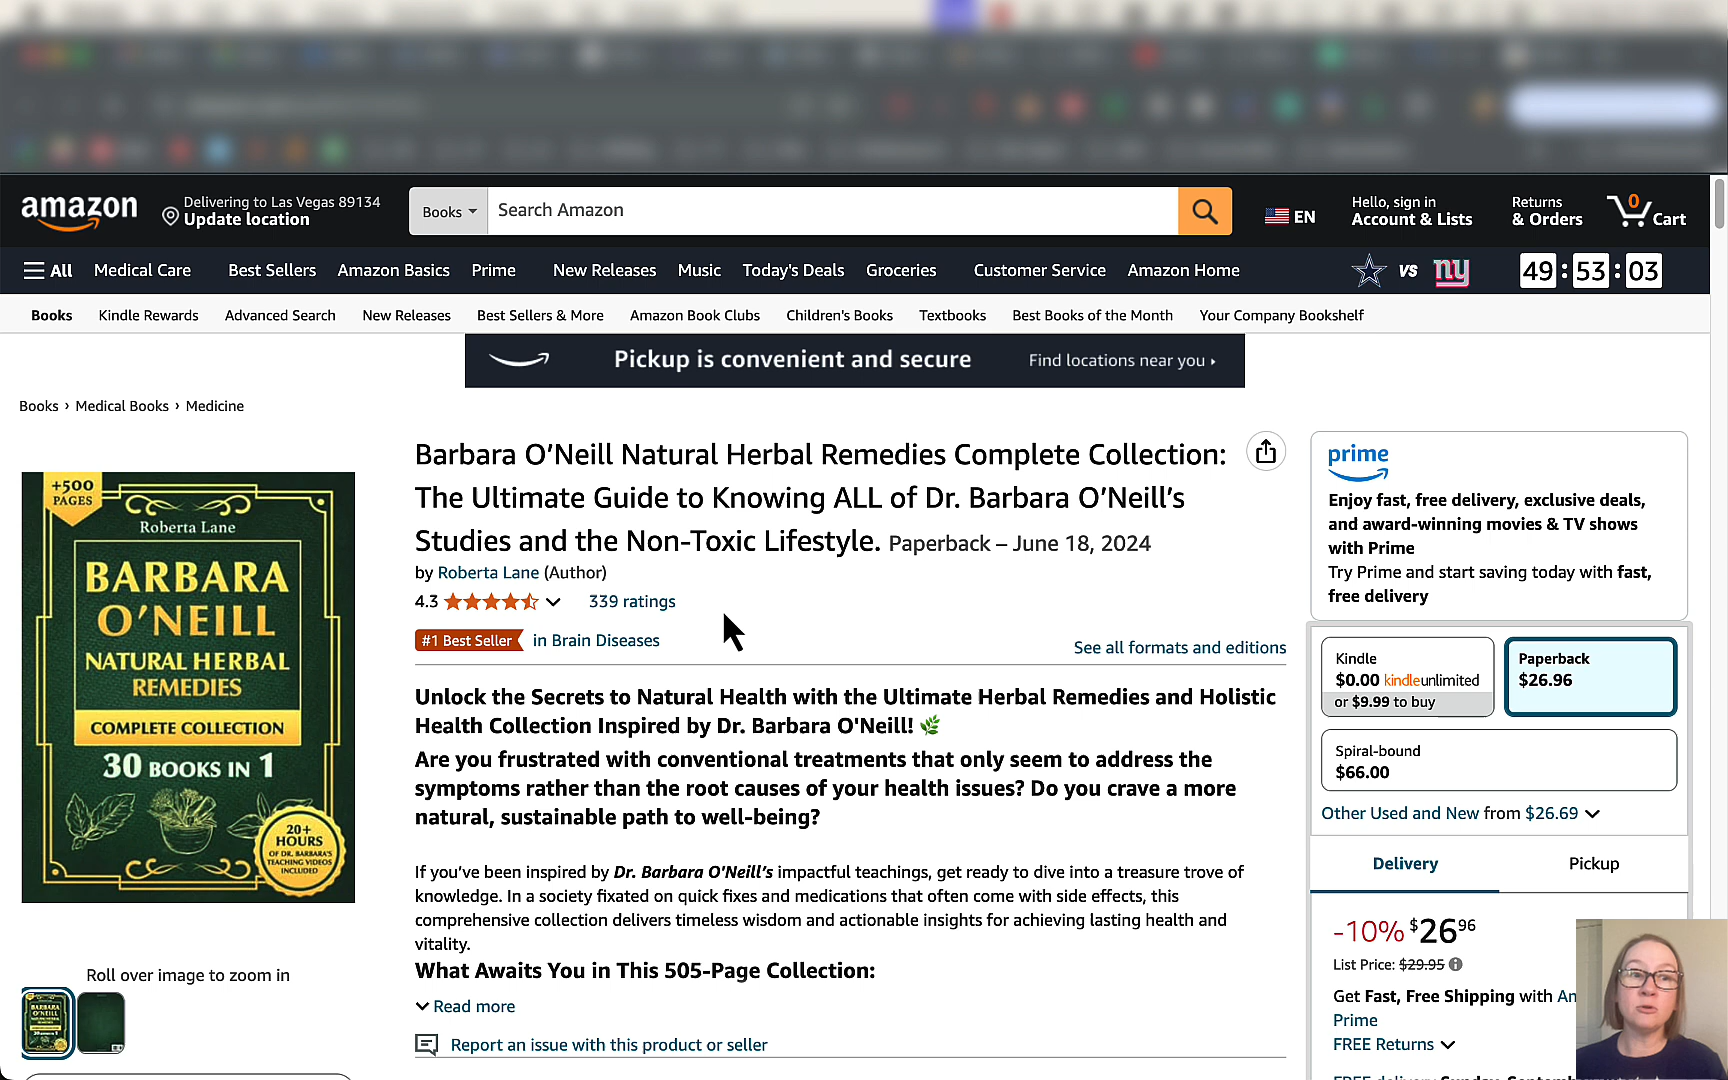 amazon
Delivering to Las Vegas 89134
Update location
Books
Search Amazon
EN
Hello, sign in
Account & Lists
Returns
& Orders
0
Cart
All
Medical Care
Best Sellers
Amazon Basics
Prime
New Releases
Music
Today's Deals
Groceries
Customer Service
Amazon Home
VS
ny
49 : 53 : 03
Books
Kindle Rewards
Advanced Search
New Releases
Best Sellers & More
Amazon Book Clubs
Children's Books
Textbooks
Best Books of the Month
Your Company Bookshelf
Pickup is convenient and secure
Find locations near you ▸
Books › Medical Books › Medicine
+500
PAGES
Roberta Lane
BARBARA
O'NEILL
NATURAL HERBAL
REMEDIES
COMPLETE COLLECTION
30 BOOKS IN 1
20+
HOURS
OF DR. BARBARA'S
TEACHING VIDEOS
INCLUDED
Roll over image to zoom in
Barbara O’Neill Natural Herbal Remedies Complete Collection:
The Ultimate Guide to Knowing ALL of Dr. Barbara O’Neill’s
Studies and the Non-Toxic Lifestyle. Paperback – June 18, 2024
by Roberta Lane (Author)
4.3
339 ratings
#1 Best Seller in Brain Diseases
See all formats and editions
Unlock the Secrets to Natural Health with the Ultimate Herbal Remedies and Holistic
Health Collection Inspired by Dr. Barbara O'Neill! 🌿
Are you frustrated with conventional treatments that only seem to address the
symptoms rather than the root causes of your health issues? Do you crave a more
natural, sustainable path to well-being?
If you've been inspired by Dr. Barbara O'Neill's impactful teachings, get ready to dive into a treasure trove of
knowledge. In a society fixated on quick fixes and medications that often come with side effects, this
comprehensive collection delivers timeless wisdom and actionable insights for achieving lasting health and
vitality.
What Awaits You in This 505-Page Collection:
Read more
Report an issue with this product or seller
prime
Enjoy fast, free delivery, exclusive deals,
and award-winning movies & TV shows
with Prime
Try Prime and start saving today with fast,
free delivery
Kindle
$0.00 kindleunlimited
or $9.99 to buy
Paperback
$26.96
Spiral-bound
$66.00
Other Used and New from $26.69
Delivery
Pickup
-10% $26 96
List Price: $29.95
Get Fast, Free Shipping with
Prime
FREE Returns